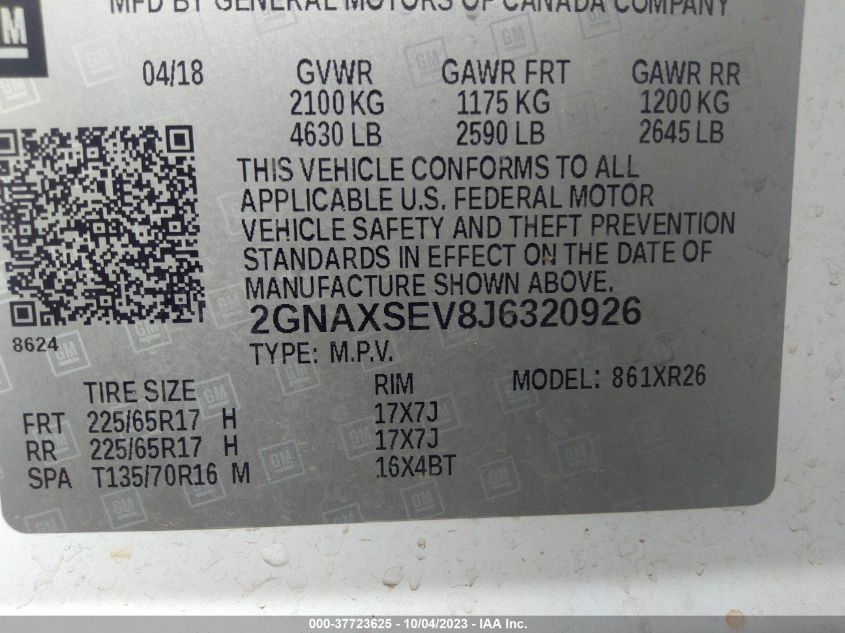 MFD BY GENERAL MOTORS OF CANADA COMPANY
GM
04/18 GVWR GAWR FRT GAWR RR
2100 KG 1175 KG 1200 KG
4630 LB 2590 LB 2645 LB
THIS VEHICLE CONFORMS TO ALL
APPLICABLE U.S. FEDERAL MOTOR
VEHICLE SAFETY AND THEFT PREVENTION
STANDARDS IN EFFECT ON THE DATE OF
MANUFACTURE SHOWN ABOVE.
2GNAXSEV8J6320926
8624
TYPE: M.P.V.
MODEL: 861XR26
TIRE SIZE RIM
FRT 225/65R17 H 17X7J
RR 225/65R17 H 17X7J
SPA T135/70R16 M 16X4BT
000-37723625 - 10/04/2023 - IAA Inc.